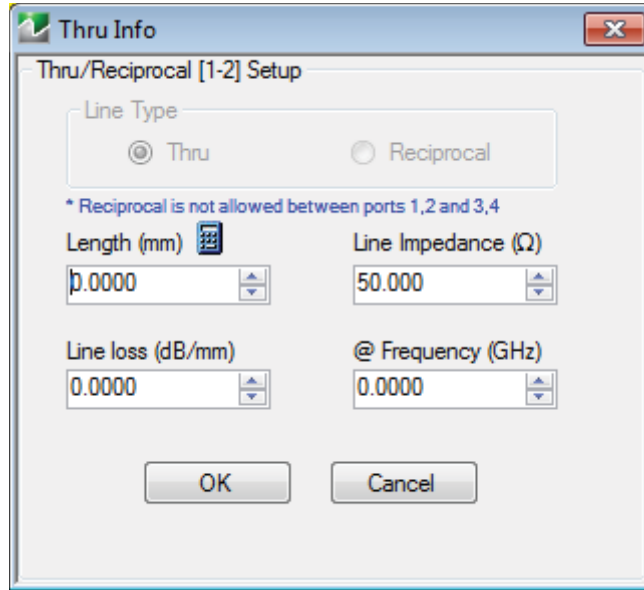 Thru Info
Thru/Reciprocal [1-2] Setup
Line Type
Thru
Reciprocal
* Reciprocal is not allowed between ports 1,2 and 3,4
Length (mm)
Line Impedance (Ω)
0.0000
50.000
Line loss (dB/mm)
@ Frequency (GHz)
0.0000
0.0000
OK
Cancel